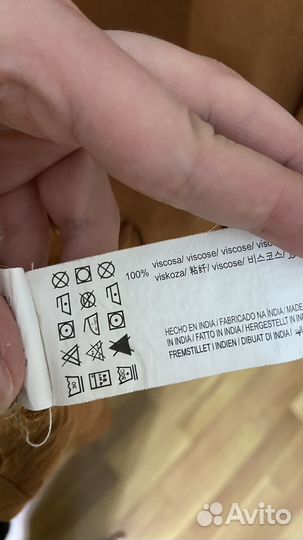 100% viscosa/ viscose/ viscose/
viskoza/ 粘纤/ viscose/ 비스코스/
HECHO EN INDIA/ FABRICADO NA ÍNDIA/ MADE
IN INDIA/ FATTO IN INDIA/ HERGESTELLT IN
FREMSTILLET I INDIEN/ DIBUAT DI INDIA/
Avito